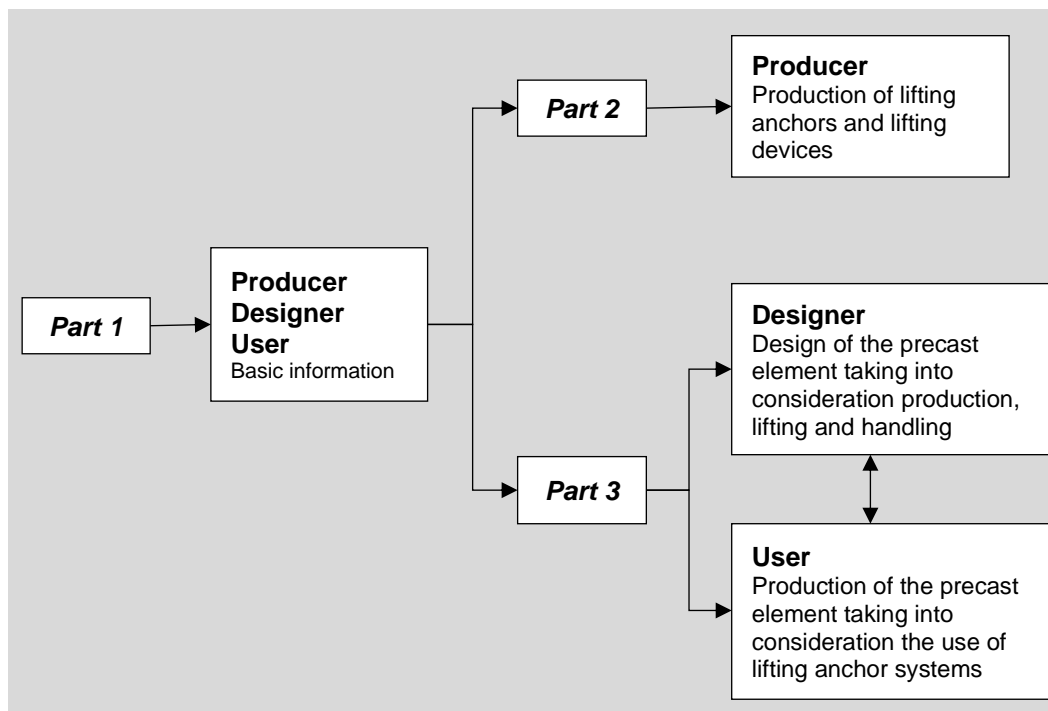 Part 1
Producer
Designer
User
Basic information
Part 2
Producer
Production of lifting
anchors and lifting
devices
Part 3
Designer
Design of the precast
element taking into
consideration production,
lifting and handling
User
Production of the precast
element taking into
consideration the use of
lifting anchor systems